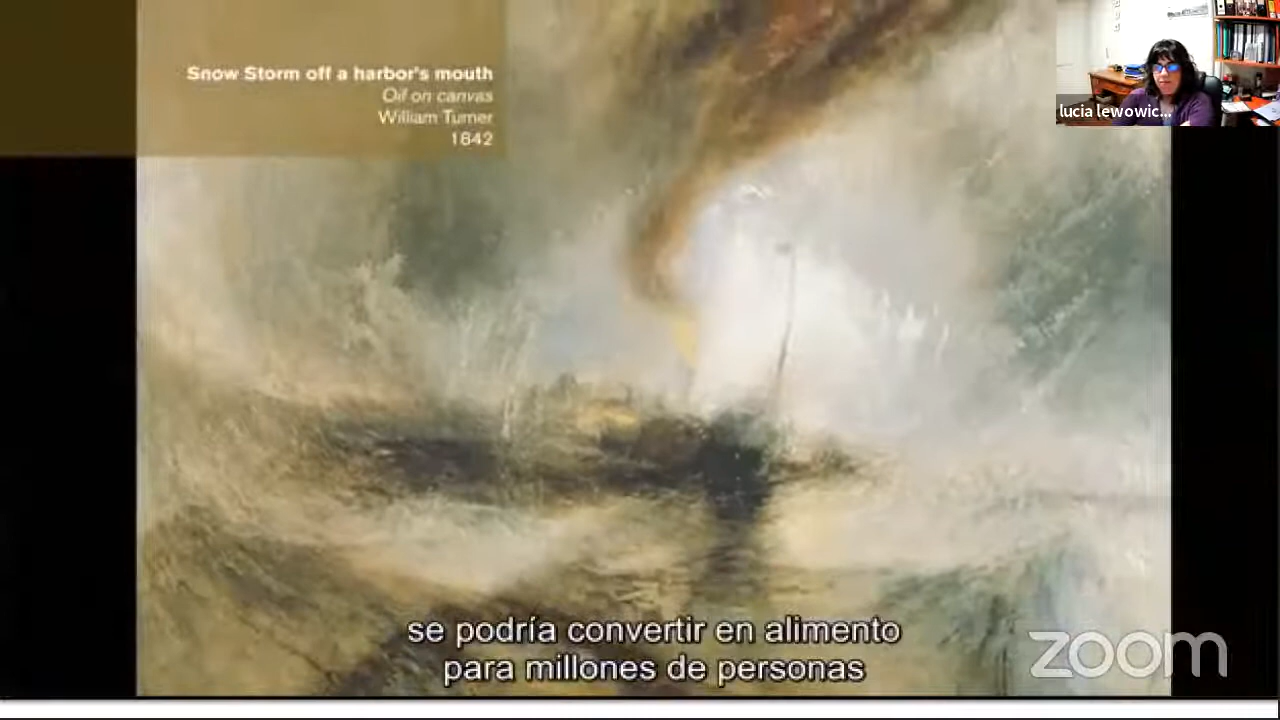 Snow Storm off a harbor's mouth
Oil on canvas
William Turner
1842
lucia lewowic...
se podría convertir en alimento
para millones de personas
zoom